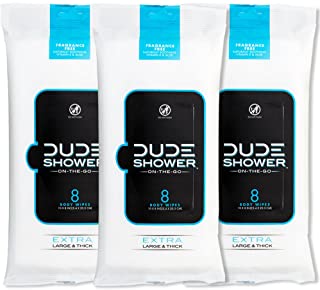 FRAGRANCE
FREE
DUDE
SHOWER
ON-THE-GO
8
BODY WIPES
EXTRA
LARGE & THICK
FRAGRANCE
FREE
DUDE
SHOWER
ON-THE-GO
8
BODY WIPES
EXTRA
LARGE & THICK
FRAGRANCE
FREE
DUDE
SHOWER
ON-THE-GO
8
BODY WIPES
EXTRA
LARGE & THICK